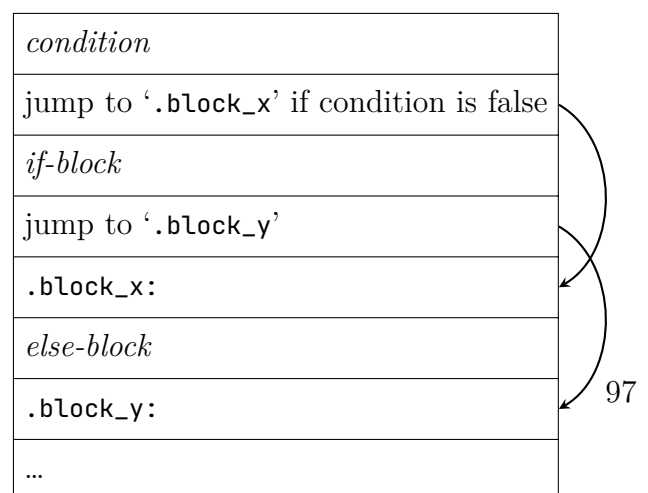 condition
jump to ‘.block_x’ if condition is false
if-block
jump to ‘.block_y’
.block_x:
else-block
.block_y:
97
…